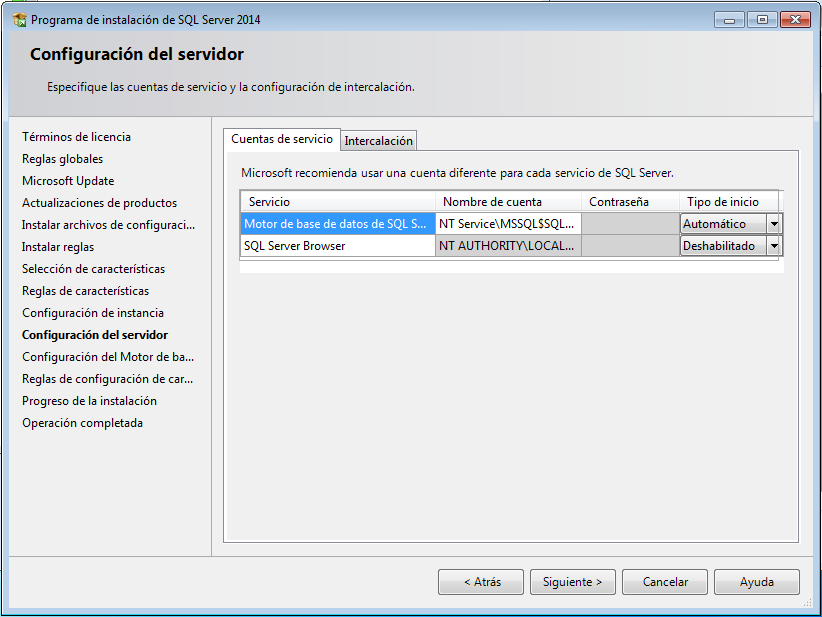 Programa de instalación de SQL Server 2014
Configuración del servidor
Especifique las cuentas de servicio y la configuración de intercalación.
Términos de licencia
Reglas globales
Microsoft Update
Actualizaciones de productos
Instalar archivos de configuraci...
Instalar reglas
Selección de características
Reglas de características
Configuración de instancia
Configuración del servidor
Configuración del Motor de ba...
Reglas de configuración de car...
Progreso de la instalación
Operación completada
Cuentas de servicio Intercalación
Microsoft recomienda usar una cuenta diferente para cada servicio de SQL Server.
Servicio Nombre de cuenta Contraseña Tipo de inicio
Motor de base de datos de SQL S... NT Service\MSSQL$SQL... Automático
SQL Server Browser NT AUTHORITY\LOCAL... Deshabilitado
< Atrás Siguiente > Cancelar Ayuda